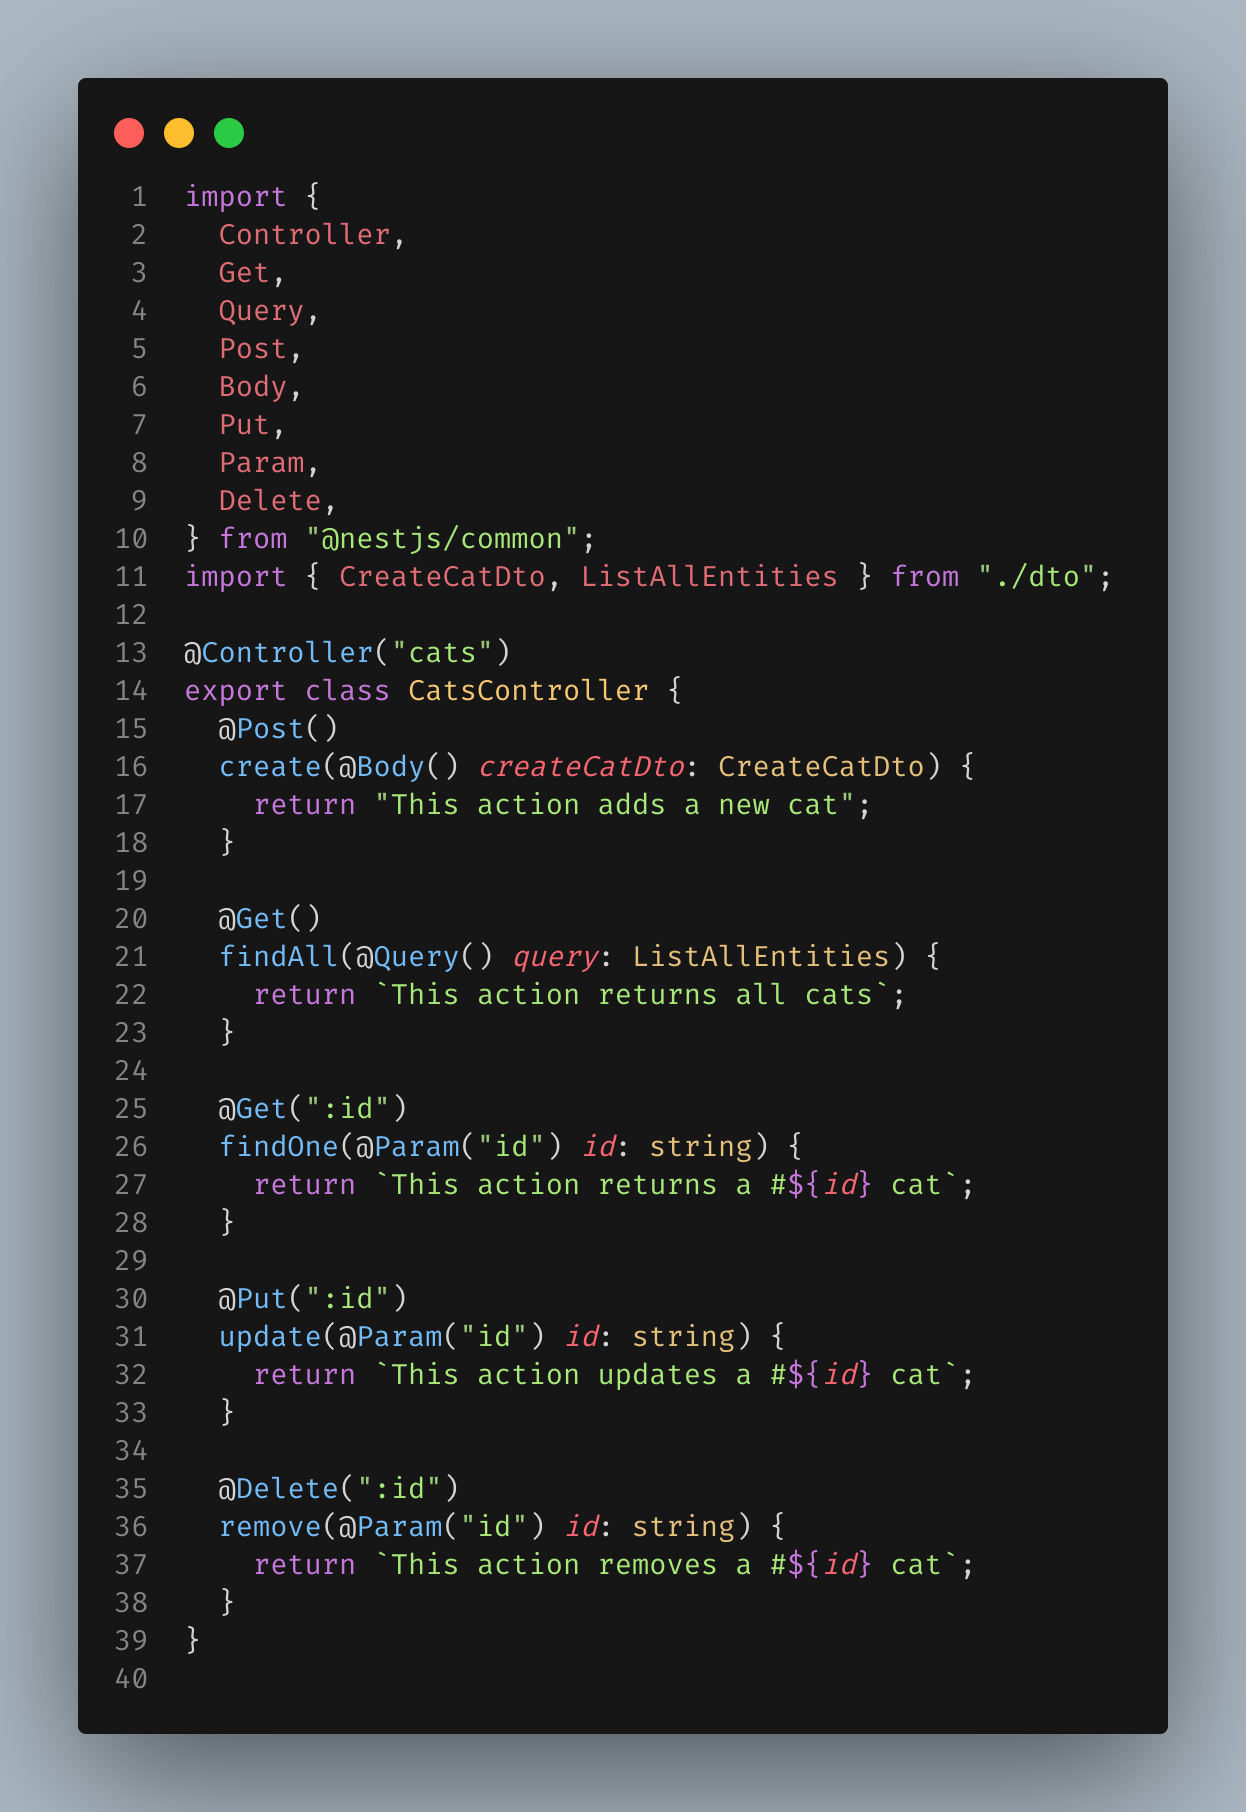 1 import {
2   Controller,
3   Get,
4   Query,
5   Post,
6   Body,
7   Put,
8   Param,
9   Delete,
10 } from "@nestjs/common";
11 import { CreateCatDto, ListAllEntities } from "./dto";
12
13 @Controller("cats")
14 export class CatsController {
15   @Post()
16   create(@Body() createCatDto: CreateCatDto) {
17     return "This action adds a new cat";
18   }
19
20   @Get()
21   findAll(@Query() query: ListAllEntities) {
22     return `This action returns all cats`;
23   }
24
25   @Get(":id")
26   findOne(@Param("id") id: string) {
27     return `This action returns a #${id} cat`;
28   }
29
30   @Put(":id")
31   update(@Param("id") id: string) {
32     return `This action updates a #${id} cat`;
33   }
34
35   @Delete(":id")
36   remove(@Param("id") id: string) {
37     return `This action removes a #${id} cat`;
38   }
39 }
40